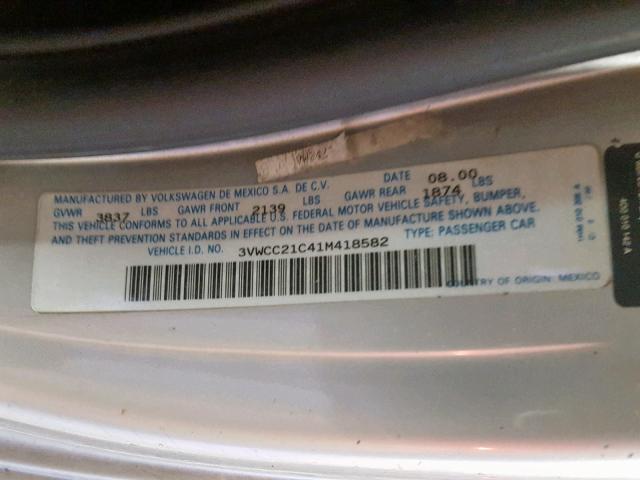 MANUFACTURED BY VOLKSWAGEN DE MEXICO S.A. DE C.V. DATE 08.00
GVWR 3837 LBS GAWR FRONT 2139 LBS GAWR REAR 1874 LBS
THIS VEHICLE CONFORMS TO ALL APPLICABLE U.S. FEDERAL MOTOR VEHICLE SAFETY, BUMPER,
AND THEFT PREVENTION STANDARDS IN EFFECT ON THE DATE OF MANUFACTURE SHOWN ABOVE.
VEHICLE I.D. NO. 3VWCC21C41M418582 TYPE: PASSENGER CAR
COUNTRY OF ORIGIN: MEXICO